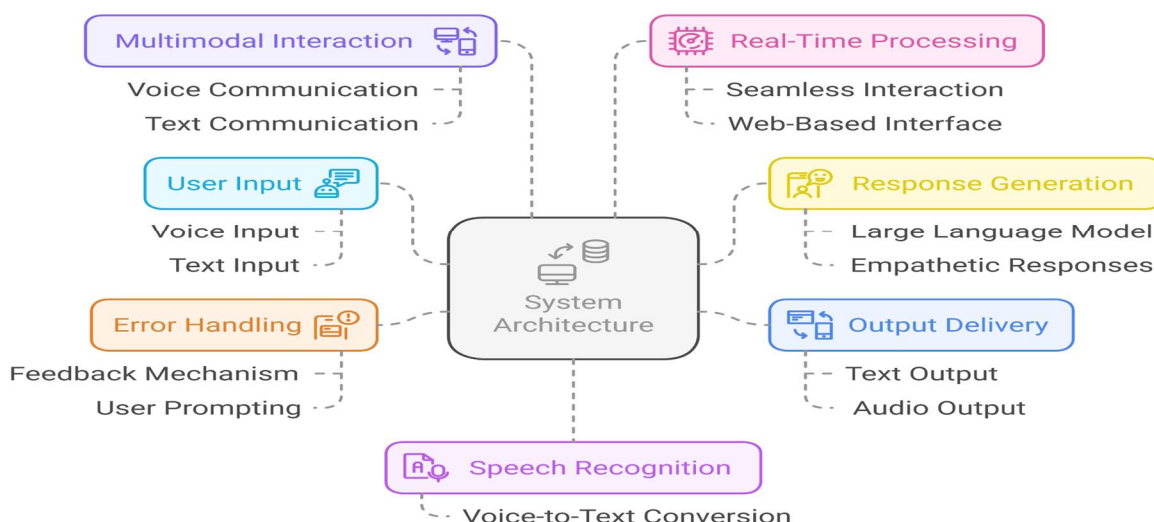 Multimodal Interaction
Voice Communication
Text Communication
Real-Time Processing
Seamless Interaction
Web-Based Interface
User Input
Voice Input
Text Input
Response Generation
Large Language Model
Empathetic Responses
System
Architecture
Error Handling
Feedback Mechanism
User Prompting
Output Delivery
Text Output
Audio Output
Speech Recognition
Voice-to-Text Conversion